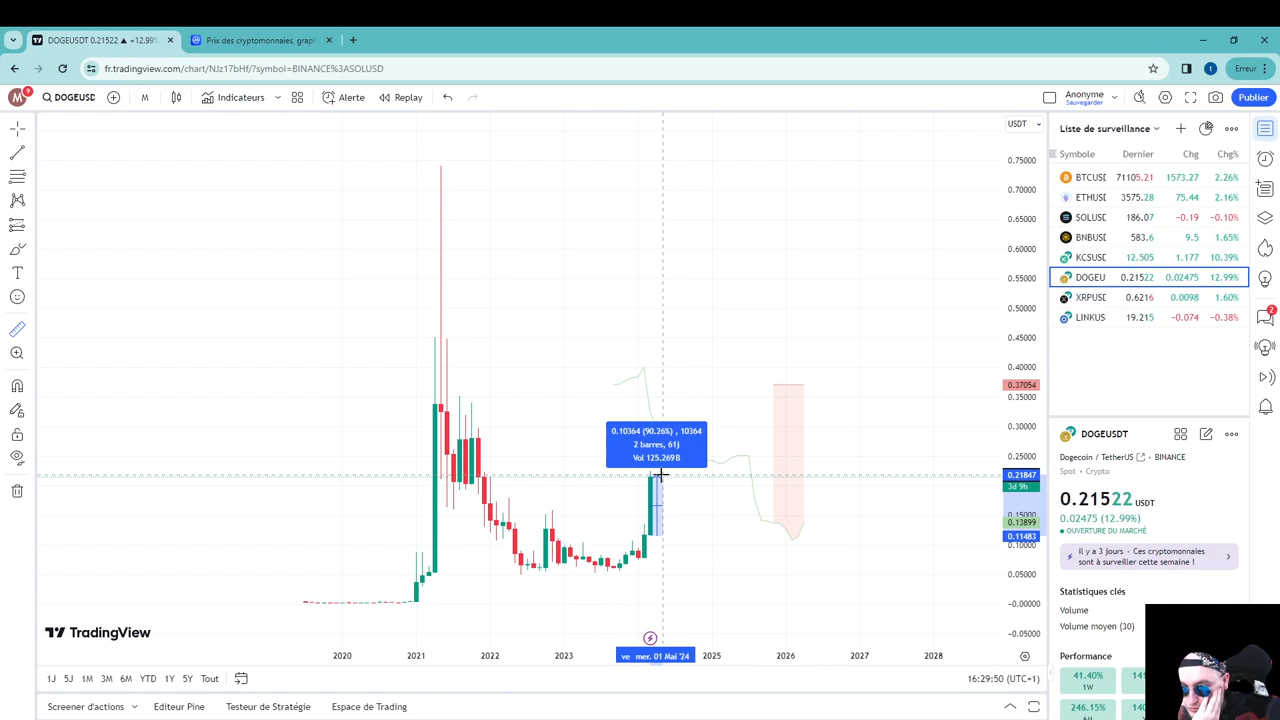 DOGEUSDT 0.21522 ▲ +12.99%
Prix des cryptomonnaies, grap
fr.tradingview.com/chart/NJz17bHf/?symbol=BINANCE%3ASOLUSD
t
Erreur
M
9
DOGEUSD
M
Indicateurs
Alerte
Replay
Anonyme
Sauvegarder
Publier
USDT
Liste de surveillance
Symbole
Dernier
Chg
Chg%
BTCUSI
71105.21
1573.27
2.26%
ETHUSI
3575.28
75.44
2.16%
SOLUSE
186.07
−0.19
−0.10%
BNBUSI
583.6
9.5
1.65%
KCSUSI
12.505
1.177
10.39%
DOGEU
0.21522
0.02475
12.99%
XRPUSI
0.6216
0.0098
1.60%
LINKUS
19.215
−0.074
−0.38%
2
0.75000
0.70000
0.65000
0.60000
0.55000
0.50000
0.45000
0.40000
0.37054
0.35000
0.30000
0.25000
0.21847
3d 9h
0.15000
0.13899
0.11483
0.10000
0.05000
−0.00000
−0.05000
0.10364 (90.26%) , 10364
2 barres, 61j
Vol 125,269B
DOGEUSDT
Dogecoin / TetherUS
BINANCE
Spot • Crypto
0.21522 USDT
0.02475 (12.99%)
OUVERTURE DU MARCHÉ
il y a 3 jours • Ces cryptomonnaies
sont à surveiller cette semaine !
Statistiques clés
Volume
Volume moyen (30)
Performance
41.40%
1W
246.15%
TradingView
2020
2021
2022
2023
ve
mer. 01 Mai '24
2025
2026
2027
2028
1J
5J
1M
3M
6M
YTD
1Y
5Y
Tout
16:29:50 (UTC+1)
Screener d'actions
Editeur Pine
Testeur de Stratégie
Espace de Trading